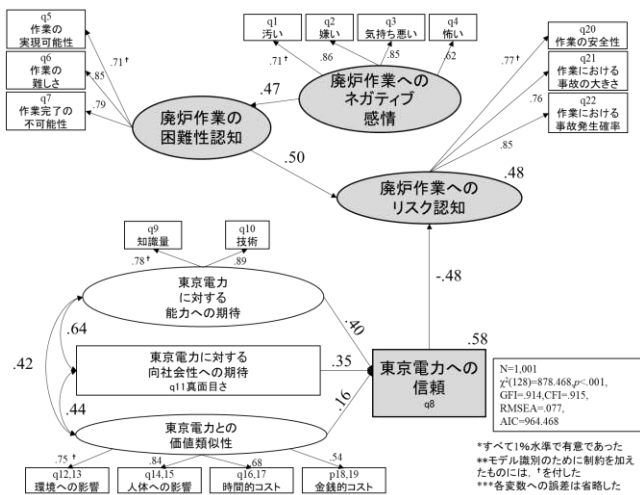 q5
作業の
実現可能性
q6
作業の
難しさ
q7
作業完了の
不可能性
.71†
.85
.79
q1
汚い
q2
嫌い
q3
気持ち悪い
q4
怖い
.71†
.86
.85
.62
廃炉作業への
ネガティブ
感情
.47
廃炉作業の
困難性認知
.50
q20
作業の安全性
q21
作業における
事故の大きさ
q22
作業における
事故発生確率
.77†
.76
.85
.48
廃炉作業への
リスク認知
-.48
q9
知識量
q10
技術
.78†
.89
東京電力
に対する
能力への期待
.64
.42
.44
東京電力に対する
向社会性への期待
q11真面目さ
東京電力との
価値類似性
.40
.35
.16
.58
東京電力への
信頼
q8
.75†
.84
.68
.54
q12,13
環境への影響
q14,15
人体への影響
q16,17
時間的コスト
p18,19
金銭的コスト
N=1,001
χ²(128)=878.468,p<.001,
GFI=.914,CFI=.915,
RMSEA=.077,
AIC=964.468
*すべて1%水準で有意であった
**モデル識別のために制約を加え
たものには、†を付した
***各変数への誤差は省略した